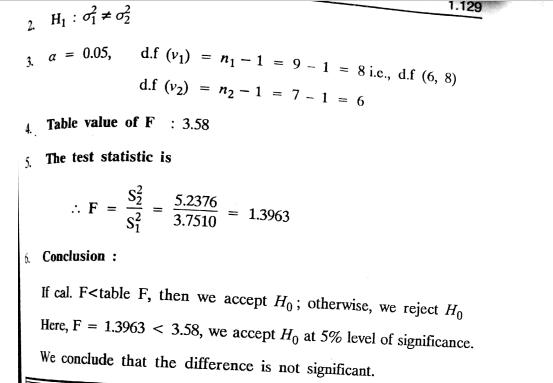 1.129
2. H₁ : σ₁² ≠ σ₂²
3. α = 0.05, d.f (v₁) = n₁ − 1 = 9 − 1 = 8 i.e., d.f (6, 8)
d.f (v₂) = n₂ − 1 = 7 − 1 = 6
4. Table value of F : 3.58
5. The test statistic is
∴ F = S₂² / S₁² = 5.2376 / 3.7510 = 1.3963
6. Conclusion :
If cal. F<table F, then we accept H₀ ; otherwise, we reject H₀
Here, F = 1.3963 < 3.58, we accept H₀ at 5% level of significance.
We conclude that the difference is not significant.